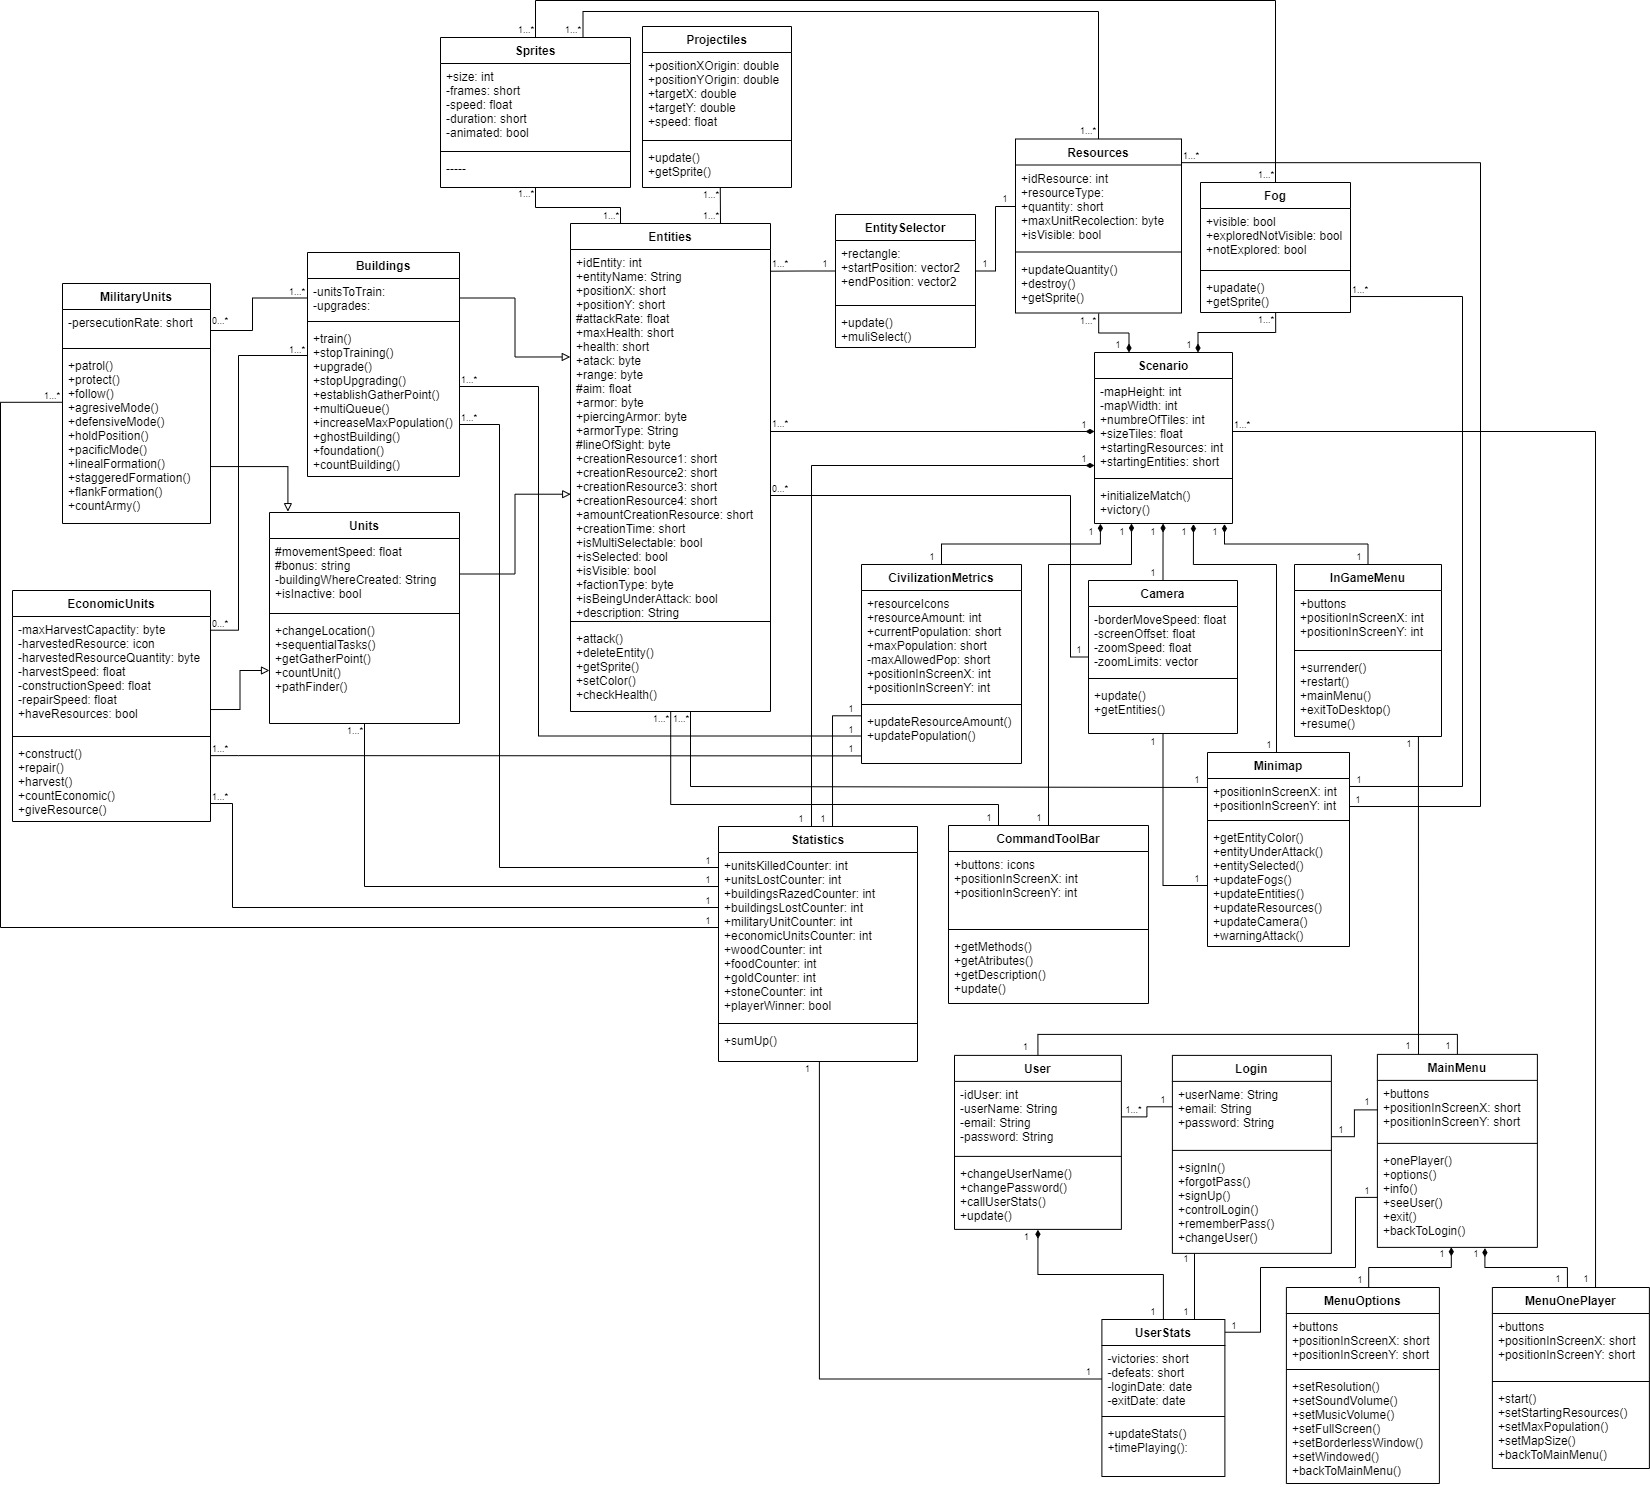 Sprites
+size: int
-frames: short
-speed: float
-duration: short
-animated: bool
-----
1...*
1...*
1...*
Projectiles
+positionXOrigin: double
+positionYOrigin: double
+targetX: double
+targetY: double
+speed: float
+update()
+getSprite()
1...*
Resources
+idResource: int
+resourceType:
+quantity: short
+maxUnitRecolection: byte
+isVisible: bool
+updateQuantity()
+destroy()
+getSprite()
1...*
1...*
1
1...*
Fog
+visible: bool
+exploredNotVisible: bool
+notExplored: bool
+upadate()
+getSprite()
1...*
1...*
1...*
EntitySelector
+rectangle:
+startPosition: vector2
+endPosition: vector2
+update()
+muliSelect()
1
1
Entities
+idEntity: int
+entityName: String
+positionX: short
+positionY: short
#attackRate: float
+maxHealth: short
+health: short
+atack: byte
+range: byte
#aim: float
+armor: byte
+piercingArmor: byte
+armorType: String
#lineOfSight: byte
+creationResource1: short
+creationResource2: short
+creationResource3: short
+creationResource4: short
+amountCreationResource: short
+creationTime: short
+isMultiSelectable: bool
+isSelected: bool
+isVisible: bool
+factionType: byte
+isBeingUnderAttack: bool
+description: String
+attack()
+deleteEntity()
+getSprite()
+setColor()
+checkHealth()
1...*
1...*
1...*
1...*
0...*
1...*
1...*
Buildings
-unitsToTrain:
-upgrades:
+train()
+stopTraining()
+upgrade()
+stopUpgrading()
+establishGatherPoint()
+multiQueue()
+increaseMaxPopulation()
+ghostBuilding()
+foundation()
+countBuilding()
1...*
1...*
1...*
1...*
MilitaryUnits
-persecutionRate: short
+patrol()
+protect()
+follow()
+agresiveMode()
+defensiveMode()
+holdPosition()
+pacificMode()
+linealFormation()
+staggeredFormation()
+flankFormation()
+countArmy()
0...*
1...*
Units
#movementSpeed: float
#bonus: string
-buildingWhereCreated: String
+isInactive: bool
+changeLocation()
+sequentialTasks()
+getGatherPoint()
+countUnit()
+pathFinder()
1...*
EconomicUnits
-maxHarvestCapactity: byte
-harvestedResource: icon
-harvestedResourceQuantity: byte
-harvestSpeed: float
-constructionSpeed: float
-repairSpeed: float
+haveResources: bool
+construct()
+repair()
+harvest()
+countEconomic()
+giveResource()
0...*
1...*
1...*
Scenario
-mapHeight: int
-mapWidth: int
+numbreOfTiles: int
+sizeTiles: float
+startingResources: int
+startingEntities: short
+initializeMatch()
+victory()
1
1
1
1
1...*
1
1
1
1
1
CivilizationMetrics
+resourceIcons
+resourceAmount: int
+currentPopulation: short
+maxPopulation: short
-maxAllowedPop: short
+positionInScreenX: int
+positionInScreenY: int
+updateResourceAmount()
+updatePopulation()
1
1
1
1
Camera
-borderMoveSpeed: float
-screenOffset: float
-zoomSpeed: float
-zoomLimits: vector
+update()
+getEntities()
1
1
1
InGameMenu
+buttons
+positionInScreenX: int
+positionInScreenY: int
+surrender()
+restart()
+mainMenu()
+exitToDesktop()
+resume()
1
1
Minimap
+positionInScreenX: int
+positionInScreenY: int
+getEntityColor()
+entityUnderAttack()
+entitySelected()
+updateFogs()
+updateEntities()
+updateResources()
+updateCamera()
+warningAttack()
1
1
1
1
1
Statistics
+unitsKilledCounter: int
+unitsLostCounter: int
+buildingsRazedCounter: int
+buildingsLostCounter: int
+militaryUnitCounter: int
+economicUnitsCounter: int
+woodCounter: int
+foodCounter: int
+goldCounter: int
+stoneCounter: int
+playerWinner: bool
+sumUp()
1
1
1
1
1
1
1
CommandToolBar
+buttons: icons
+positionInScreenX: int
+positionInScreenY: int
+getMethods()
+getAtributes()
+getDescription()
+update()
1
1
User
-idUser: int
-userName: String
-email: String
-password: String
+changeUserName()
+changePassword()
+callUserStats()
+update()
1
1...*
1
Login
+userName: String
+email: String
+password: String
+signIn()
+forgotPass()
+signUp()
+controlLogin()
+rememberPass()
+changeUser()
1
1
1
MainMenu
+buttons
+positionInScreenX: short
+positionInScreenY: short
+onePlayer()
+options()
+info()
+seeUser()
+exit()
+backToLogin()
1
1
1
1
1
1
UserStats
-victories: short
-defeats: short
-loginDate: date
-exitDate: date
+updateStats()
+timePlaying():
1
1
1
1
MenuOptions
+buttons
+positionInScreenX: short
+positionInScreenY: short
+setResolution()
+setSoundVolume()
+setMusicVolume()
+setFullScreen()
+setBorderlessWindow()
+setWindowed()
+backToMainMenu()
1
MenuOnePlayer
+buttons
+positionInScreenX: short
+positionInScreenY: short
+start()
+setStartingResources()
+setMaxPopulation()
+setMapSize()
+backToMainMenu()
1
1